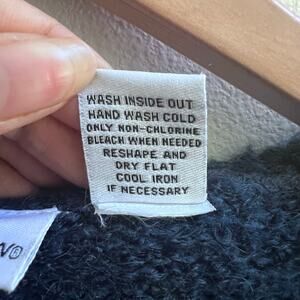 WASH INSIDE OUT
HAND WASH COLD
ONLY NON-CHLORINE
BLEACH WHEN NEEDED
RESHAPE AND
DRY FLAT
COOL IRON
IF NECESSARY